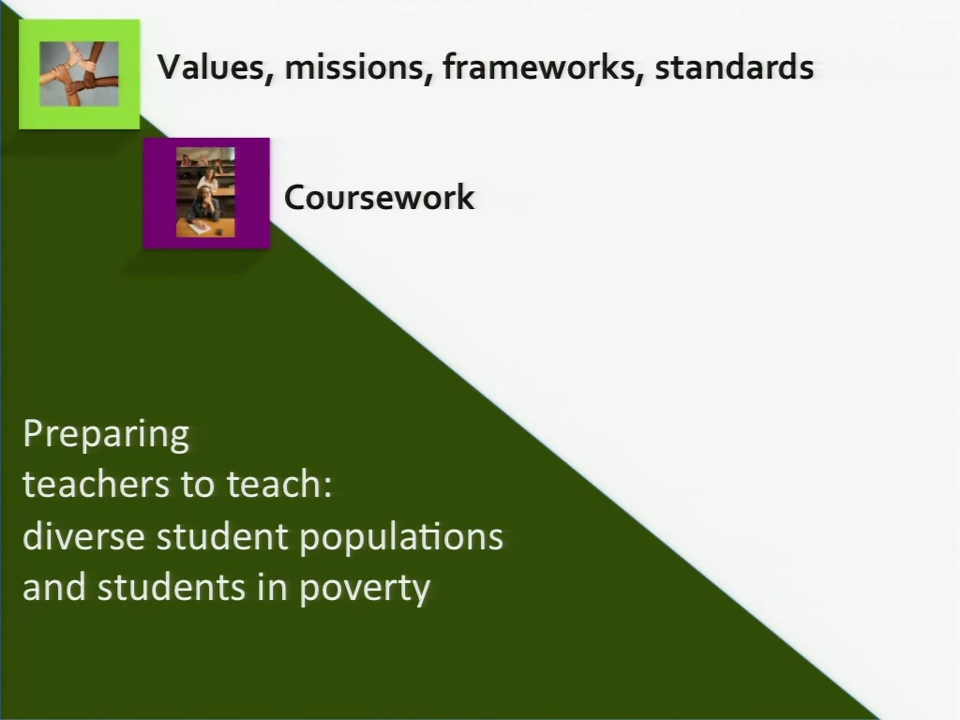 Values, missions, frameworks, standards
Coursework
Preparing
teachers to teach:
diverse student populations
and students in poverty